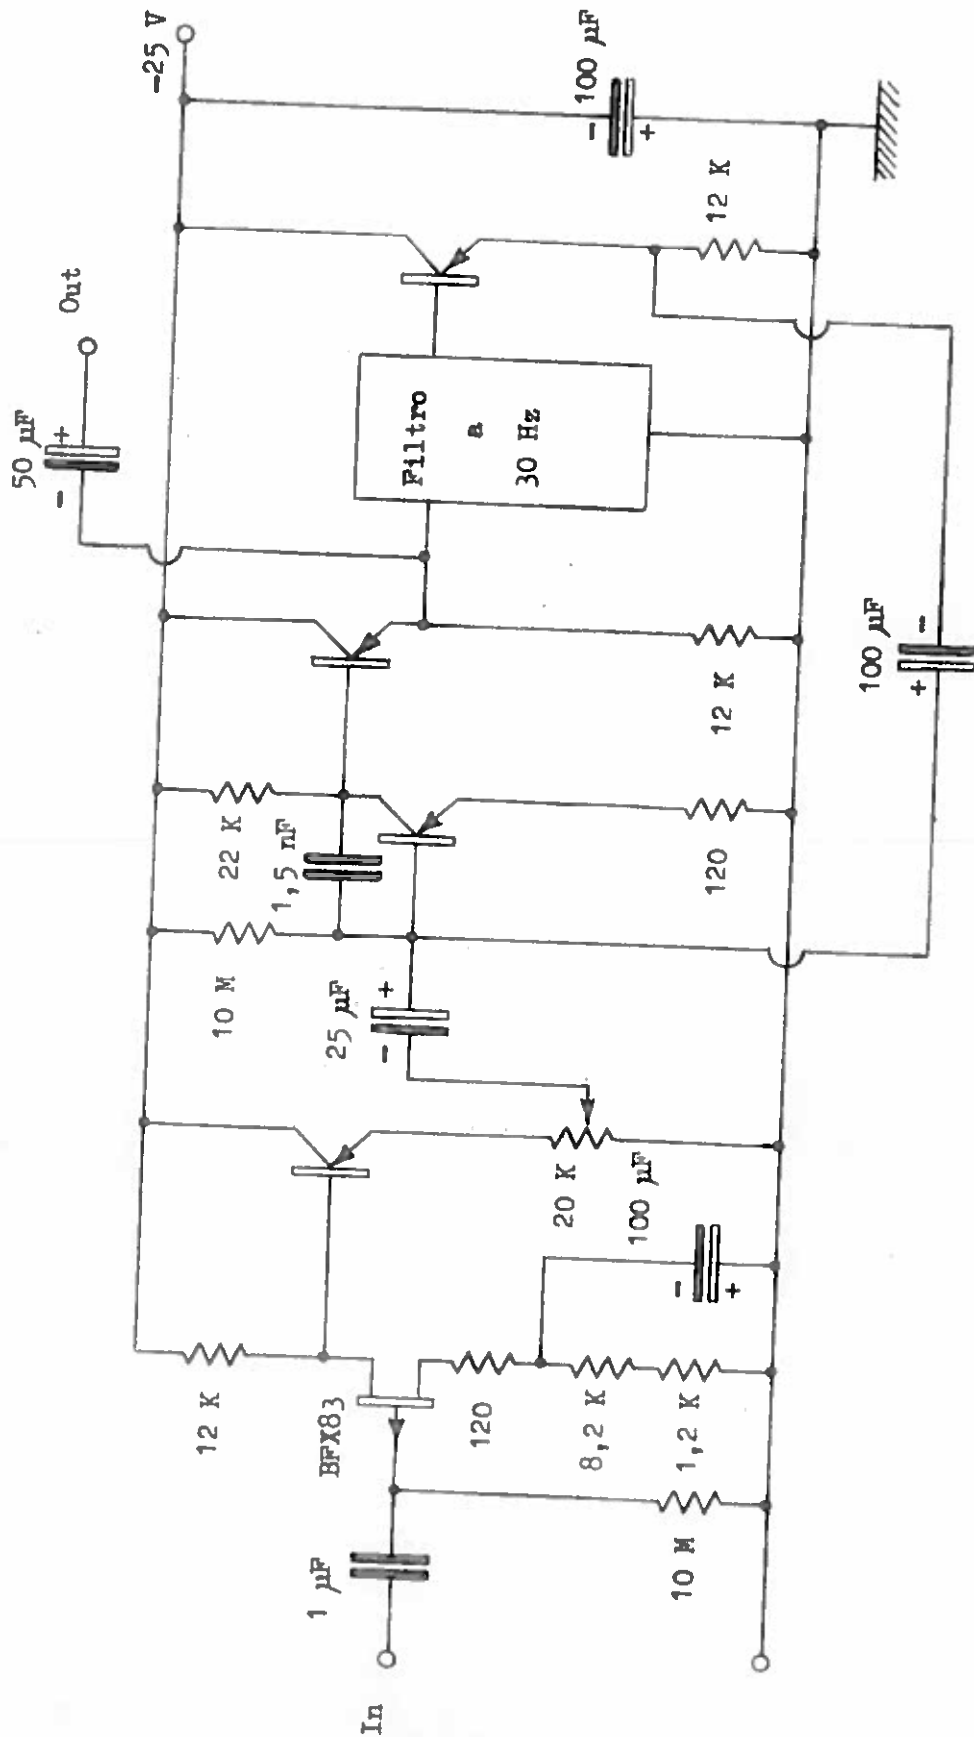 In
1 µF
10 M
BFX83
12 K
120
8,2 K
1,2 K
-
+
100 µF
20 K
-
+
25 µF
10 M
1,5 nF
22 K
120
12 K
-
+
50 µF
Out
Filtro
a
30 Hz
+
-
100 µF
12 K
-
+
100 µF
-25 V